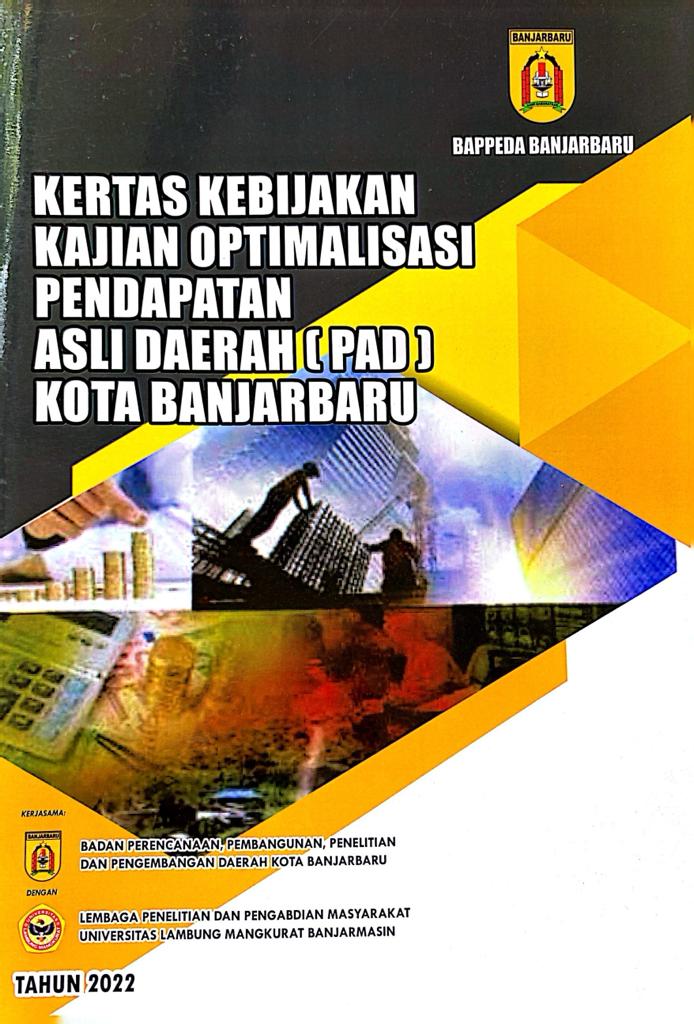 BANJARBARU
BAPPEDA BANJARBARU
KERTAS KEBIJAKAN
KAJIAN OPTIMALISASI
PENDAPATAN
ASLI DAERAH ( PAD )
KOTA BANJARBARU
KERJASAMA:
BANJARBARU
BADAN PERENCANAAN, PEMBANGUNAN, PENELITIAN
DAN PENGEMBANGAN DAERAH KOTA BANJARBARU
DENGAN
LEMBAGA PENELITIAN DAN PENGABDIAN MASYARAKAT
UNIVERSITAS LAMBUNG MANGKURAT BANJARMASIN
TAHUN 2022